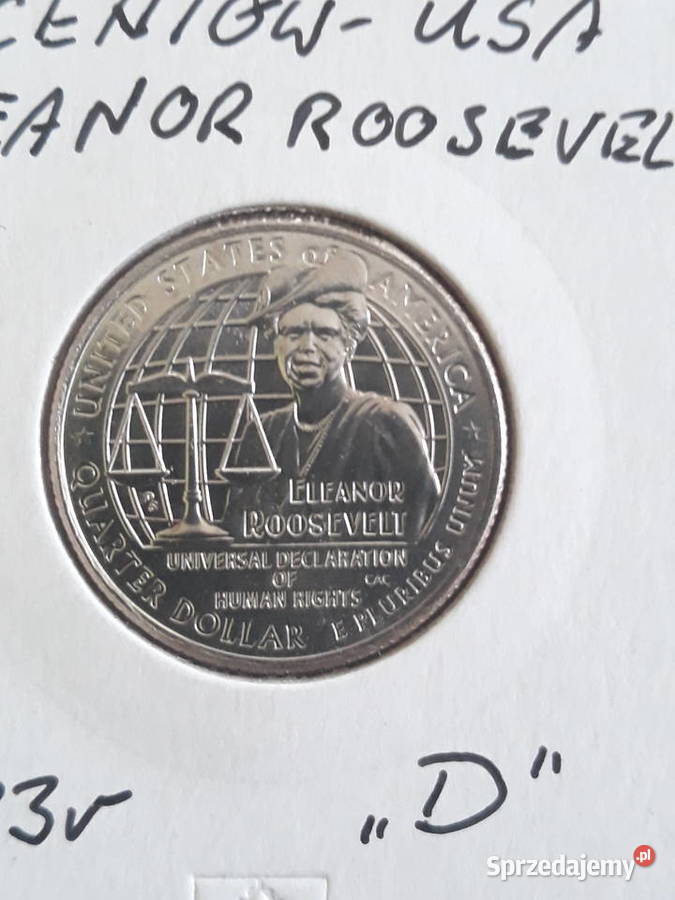 CENTÓW - USA
EANOR ROOSEVEL
UNITED STATES of AMERICA
ELEANOR
ROOSEVELT
UNIVERSAL DECLARATION
OF
HUMAN RIGHTS
CAC
QUARTER DOLLAR
E PLURIBUS UNUM
3r
„D"
Sprzedajemy.pl